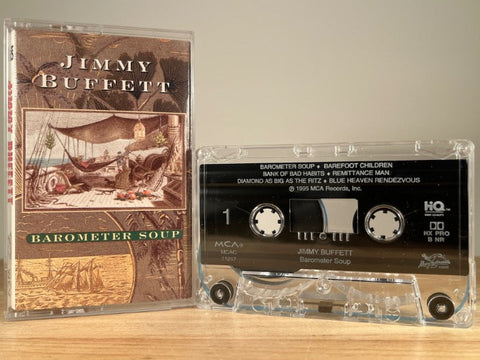 JIMMY
BUFFETT
BAROMETER SOUP
JIMMY BUFFETT
BAROMETER SOUP • BAREFOOT CHILDREN
BANK OF BAD HABITS • REMITTANCE MAN
DIAMOND AS BIG AS THE RITZ • BLUE HEAVEN RENDEZVOUS
© 1995 MCA Records, Inc.
1
HQ
HX PRO
B NR
MCA
MCAC
JIMMY BUFFETT
Barometer Soup